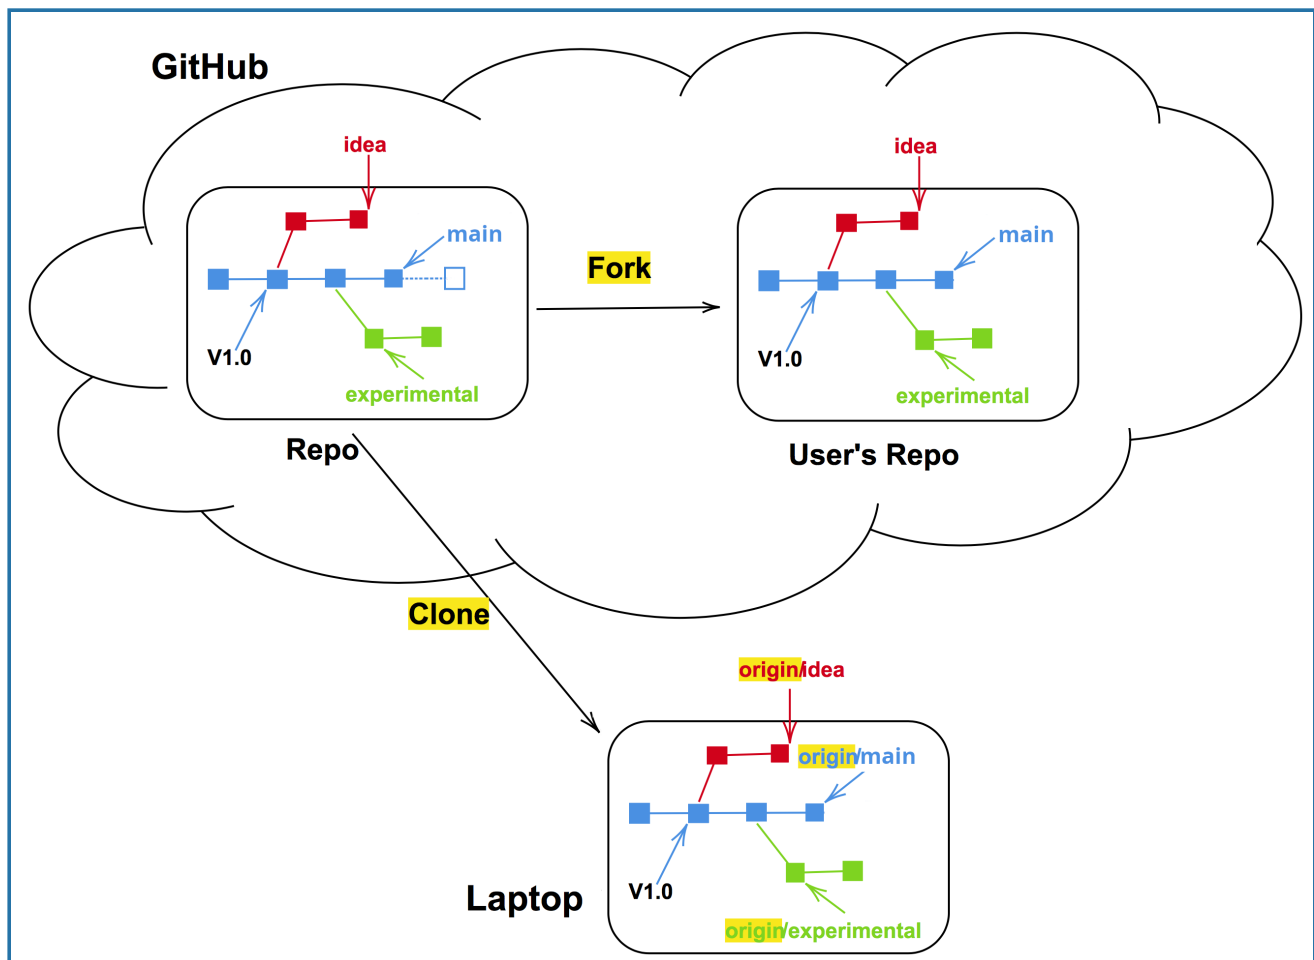 GitHub
idea
main
V1.0
experimental
Repo
Fork
idea
main
V1.0
experimental
User's Repo
Clone
origin/idea
origin/main
V1.0
Laptop
origin/experimental